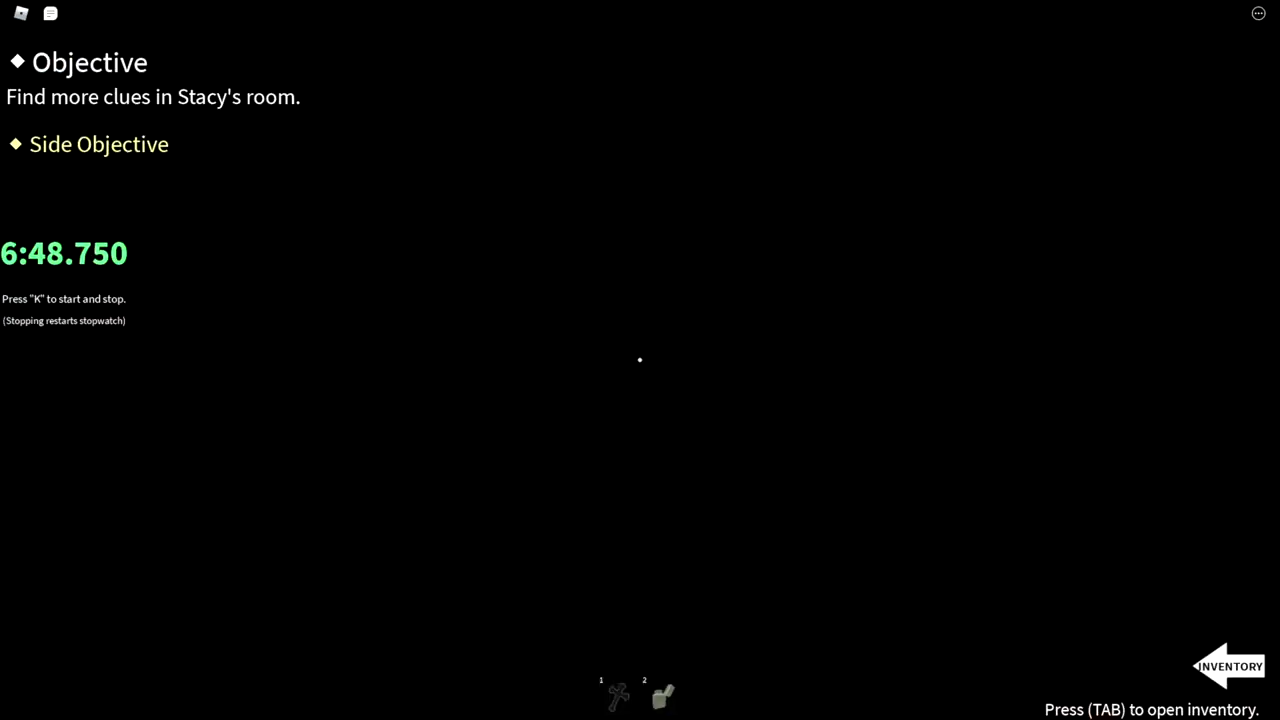 Objective
Find more clues in Stacy's room.
Side Objective
6:48.750
Press "K" to start and stop.
(Stopping restarts stopwatch)
1
2
INVENTORY
Press (TAB) to open inventory.